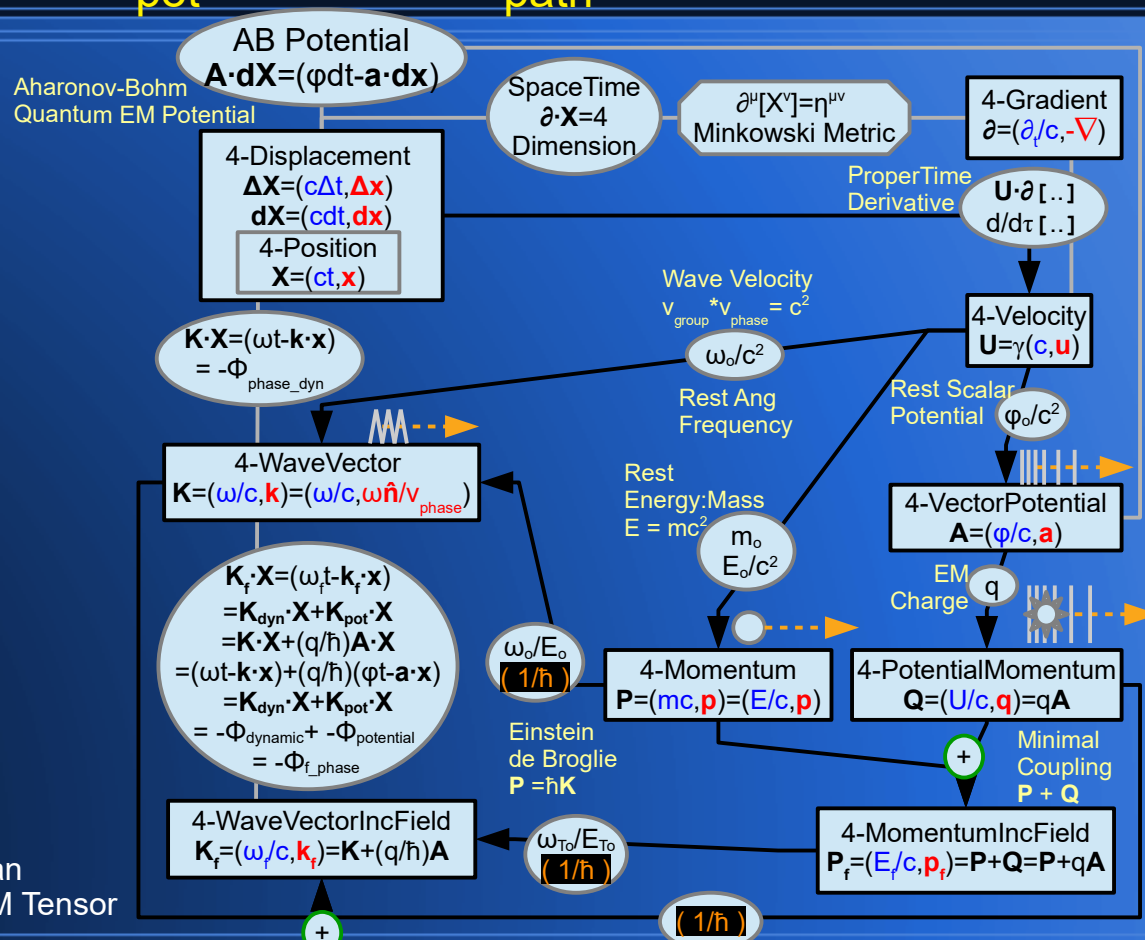 pot
path
AB Potential
A·dX=(φdt-a·dx)
Aharonov-Bohm
Quantum EM Potential
SpaceTime
∂·X=4
Dimension
∂μ[Xν]=ημν
Minkowski Metric
4-Gradient
∂=(∂t/c,-∇)
4-Displacement
ΔX=(cΔt,Δx)
dX=(cdt,dx)
4-Position
X=(ct,x)
ProperTime
Derivative
U·∂[..]
d/dτ[..]
Wave Velocity
vgroup*vphase= c²
K·X=(ωt-k·x)
= -Φphase_dyn
ωo/c²
4-Velocity
U=γ(c,u)
Rest Ang
Frequency
Rest Scalar
Potential
φo/c²
4-WaveVector
K=(ω/c,k)=(ω/c,ωn̂/vphase)
Rest
Energy:Mass
E = mc²
mo
Eo/c²
4-VectorPotential
A=(φ/c,a)
EM
Charge
q
Kf·X=(ωft-kf·x)
=Kdyn·X+Kpot·X
=K·X+(q/ħ)A·X
=(ωt-k·x)+(q/ħ)(φt-a·x)
=Kdyn·X+Kpot·X
= -Φdynamic+ -Φpotential
= -Φf_phase
ωo/Eo
( 1/ħ )
4-Momentum
P=(mc,p)=(E/c,p)
4-PotentialMomentum
Q=(U/c,q)=qA
Einstein
de Broglie
P =ħK
+
Minimal
Coupling
P + Q
4-WaveVectorIncField
Kf=(ωf/c,kf)=K+(q/ħ)A
ωTo/ETo
( 1/ħ )
4-MomentumIncField
Pf=(Ef/c,pf)=P+Q=P+qA
an
M Tensor
( 1/ħ )
+